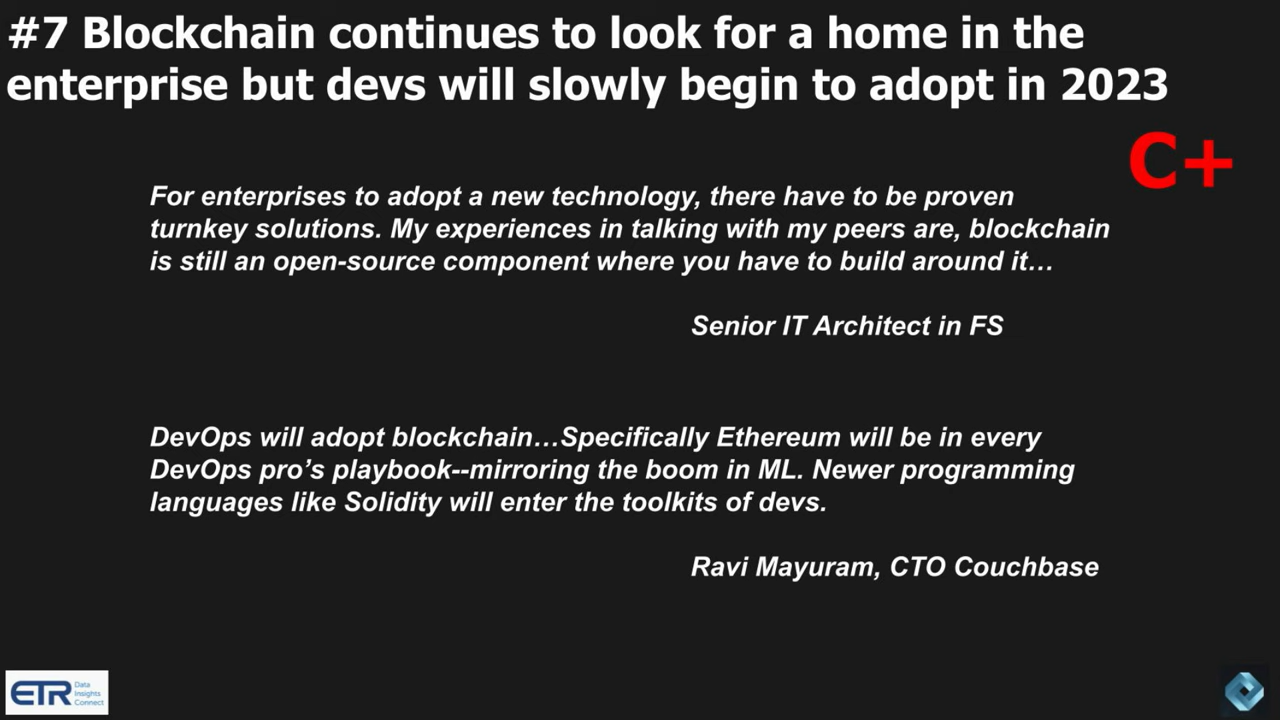 #7 Blockchain continues to look for a home in the
enterprise but devs will slowly begin to adopt in 2023
C+
For enterprises to adopt a new technology, there have to be proven
turnkey solutions. My experiences in talking with my peers are, blockchain
is still an open-source component where you have to build around it…
Senior IT Architect in FS
DevOps will adopt blockchain…Specifically Ethereum will be in every
DevOps pro’s playbook--mirroring the boom in ML. Newer programming
languages like Solidity will enter the toolkits of devs.
Ravi Mayuram, CTO Couchbase
ETR
Data
Insights
Connect